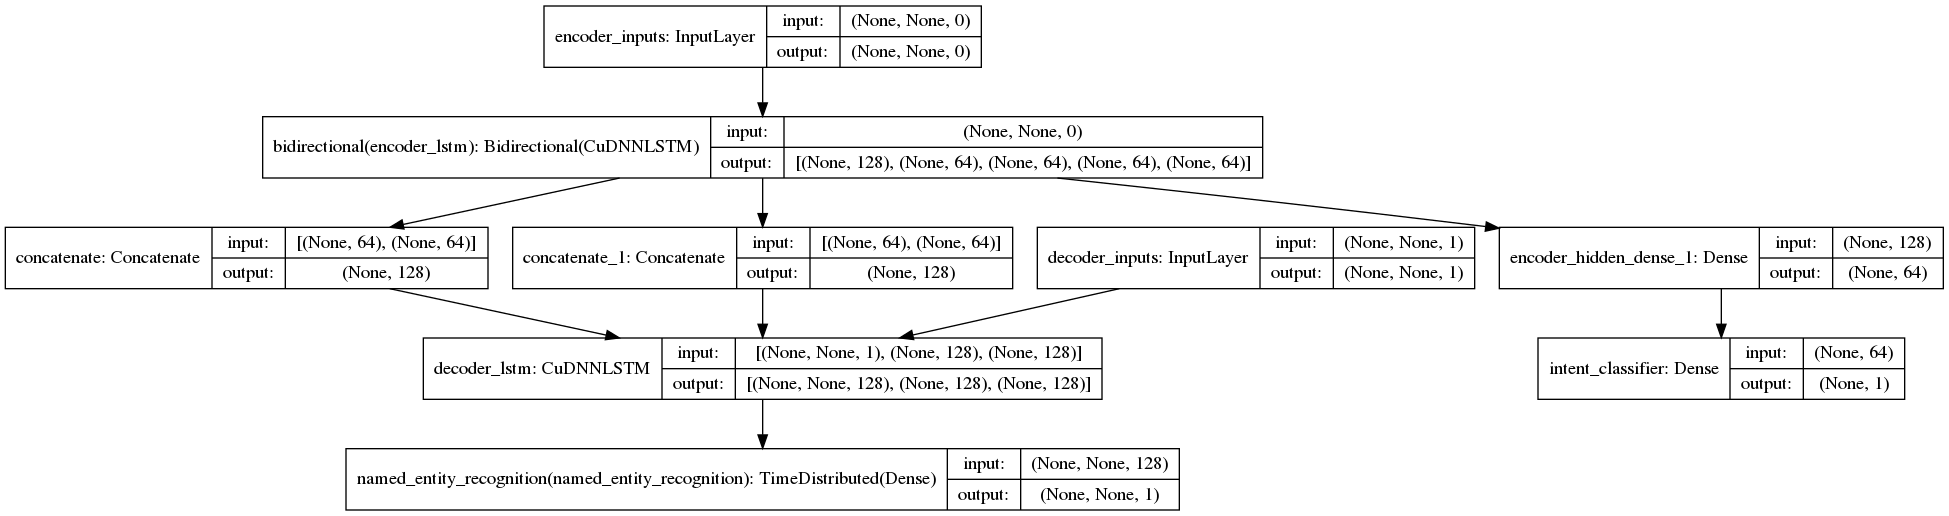 encoder_inputs: InputLayer
input:
(None, None, 0)
output:
(None, None, 0)
bidirectional(encoder_lstm): Bidirectional(CuDNNLSTM)
input:
(None, None, 0)
output:
[(None, 128), (None, 64), (None, 64), (None, 64), (None, 64)]
concatenate: Concatenate
input:
[(None, 64), (None, 64)]
output:
(None, 128)
concatenate_1: Concatenate
input:
[(None, 64), (None, 64)]
output:
(None, 128)
decoder_inputs: InputLayer
input:
(None, None, 1)
output:
(None, None, 1)
encoder_hidden_dense_1: Dense
input:
(None, 128)
output:
(None, 64)
decoder_lstm: CuDNNLSTM
input:
[(None, None, 1), (None, 128), (None, 128)]
output:
[(None, None, 128), (None, 128), (None, 128)]
intent_classifier: Dense
input:
(None, 64)
output:
(None, 1)
named_entity_recognition(named_entity_recognition): TimeDistributed(Dense)
input:
(None, None, 128)
output:
(None, None, 1)